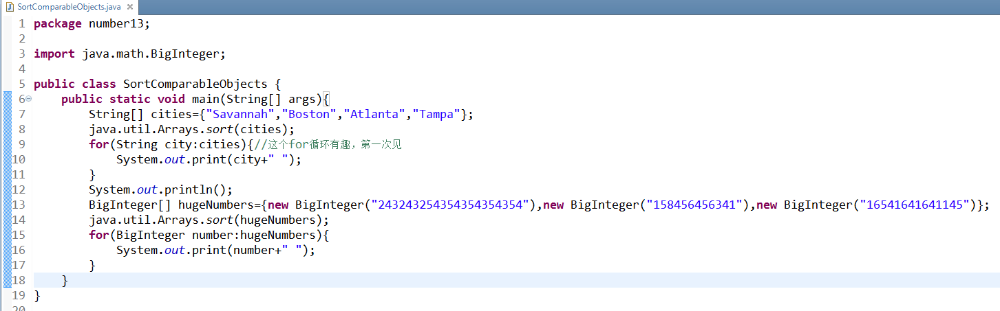 SortComparableObjects.java
1 package number13;
2
3 import java.math.BigInteger;
4
5 public class SortComparableObjects {
6 public static void main(String[] args){
7 String[] cities={"Savannah","Boston","Atlanta","Tampa"};
8 java.util.Arrays.sort(cities);
9 for(String city:cities){//这个for循环有趣，第一次见
10 System.out.print(city+" ");
11 }
12 System.out.println();
13 BigInteger[] hugeNumbers={new BigInteger("243243254354354354354"),new BigInteger("158456456341"),new BigInteger("16541641641145")};
14 java.util.Arrays.sort(hugeNumbers);
15 for(BigInteger number:hugeNumbers){
16 System.out.print(number+" ");
17 }
18 }
19 }
20